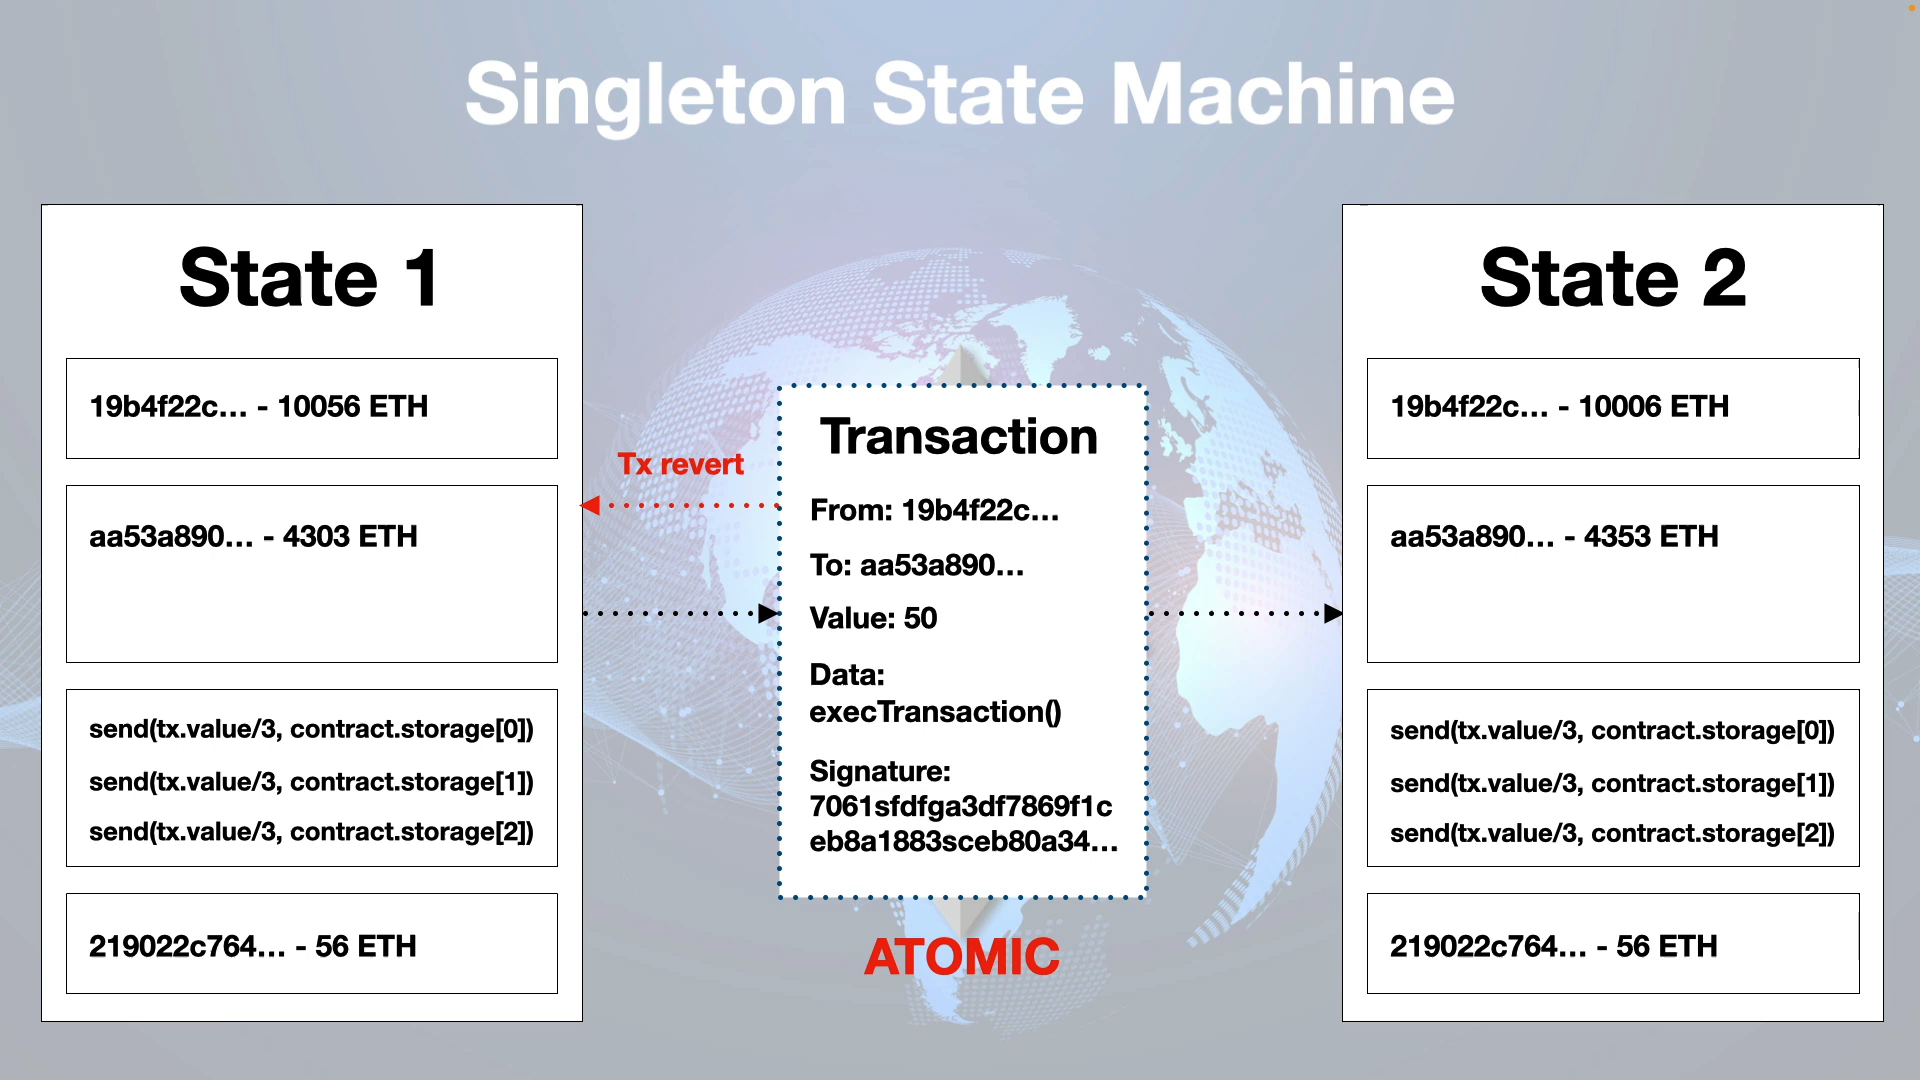 Singleton State Machine
State 1
19b4f22c… - 10056 ETH
aa53a890… - 4303 ETH
send(tx.value/3, contract.storage[0])
send(tx.value/3, contract.storage[1])
send(tx.value/3, contract.storage[2])
219022c764… - 56 ETH
Tx revert
Transaction
From: 19b4f22c…
To: aa53a890…
Value: 50
Data:
execTransaction()
Signature:
7061sfdfga3df7869f1c
eb8a1883sceb80a34…
ATOMIC
State 2
19b4f22c… - 10006 ETH
aa53a890… - 4353 ETH
send(tx.value/3, contract.storage[0])
send(tx.value/3, contract.storage[1])
send(tx.value/3, contract.storage[2])
219022c764… - 56 ETH